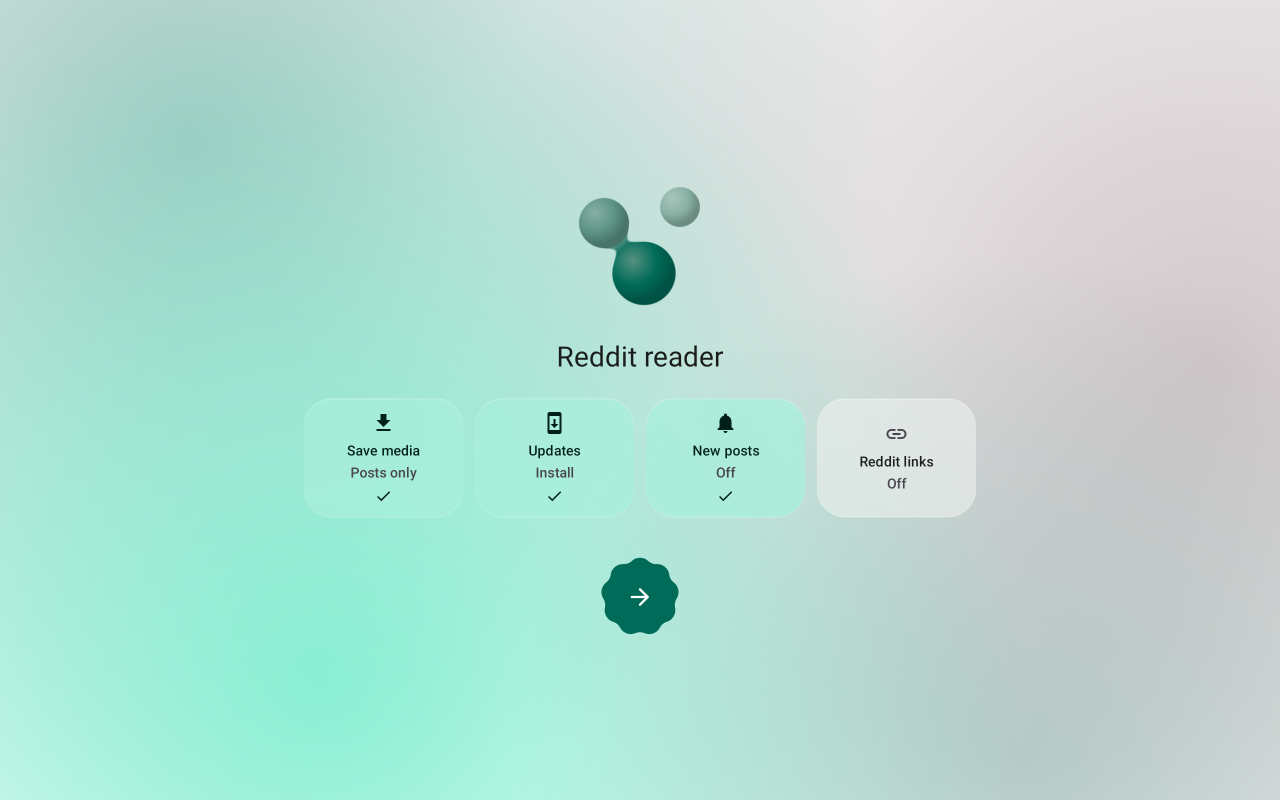 Reddit reader
Save media
Posts only
Updates
Install
New posts
Off
Reddit links
Off